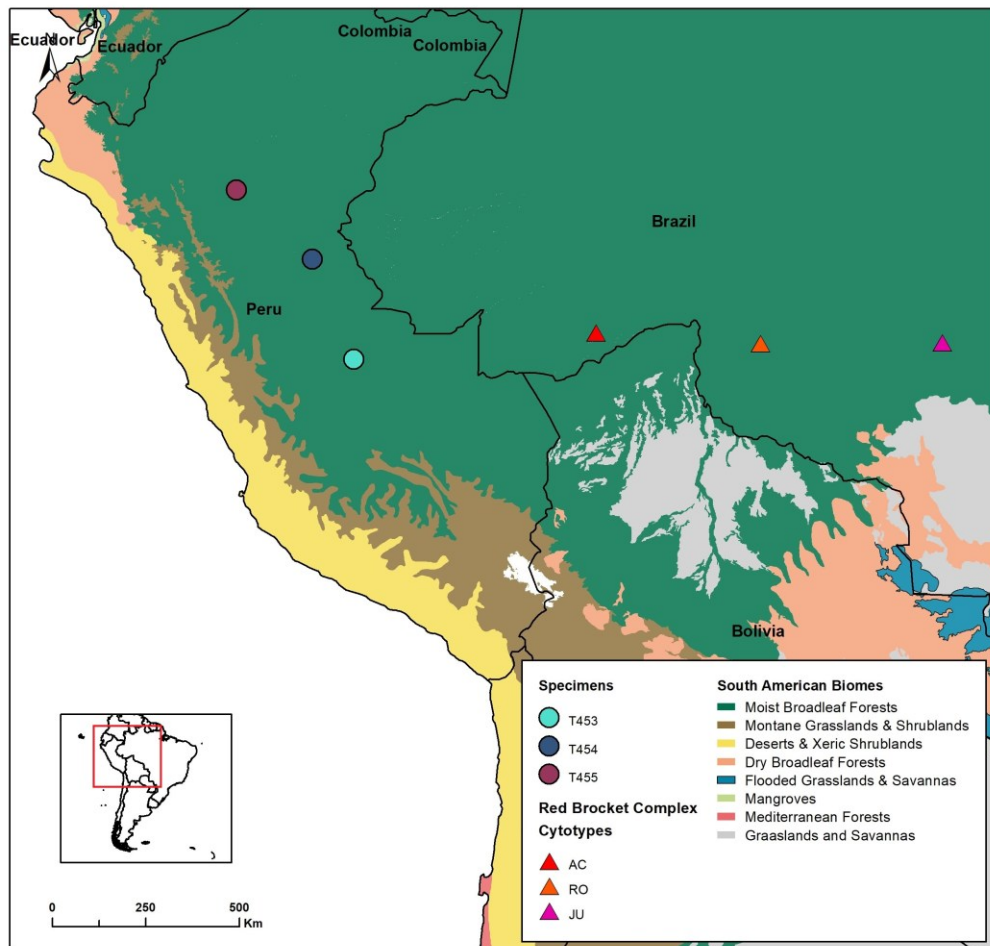 Colombia
Colombia
Ecuador
N
Ecuador
Brazil
Peru
Bolivia
Specimens
T453
T454
T455
Red Brocket Complex
Cytotypes
AC
RO
JU
South American Biomes
Moist Broadleaf Forests
Montane Grasslands & Shrublands
Deserts & Xeric Shrublands
Dry Broadleaf Forests
Flooded Grasslands & Savannas
Mangroves
Mediterranean Forests
Graaslands and Savannas
0 250 500
Km